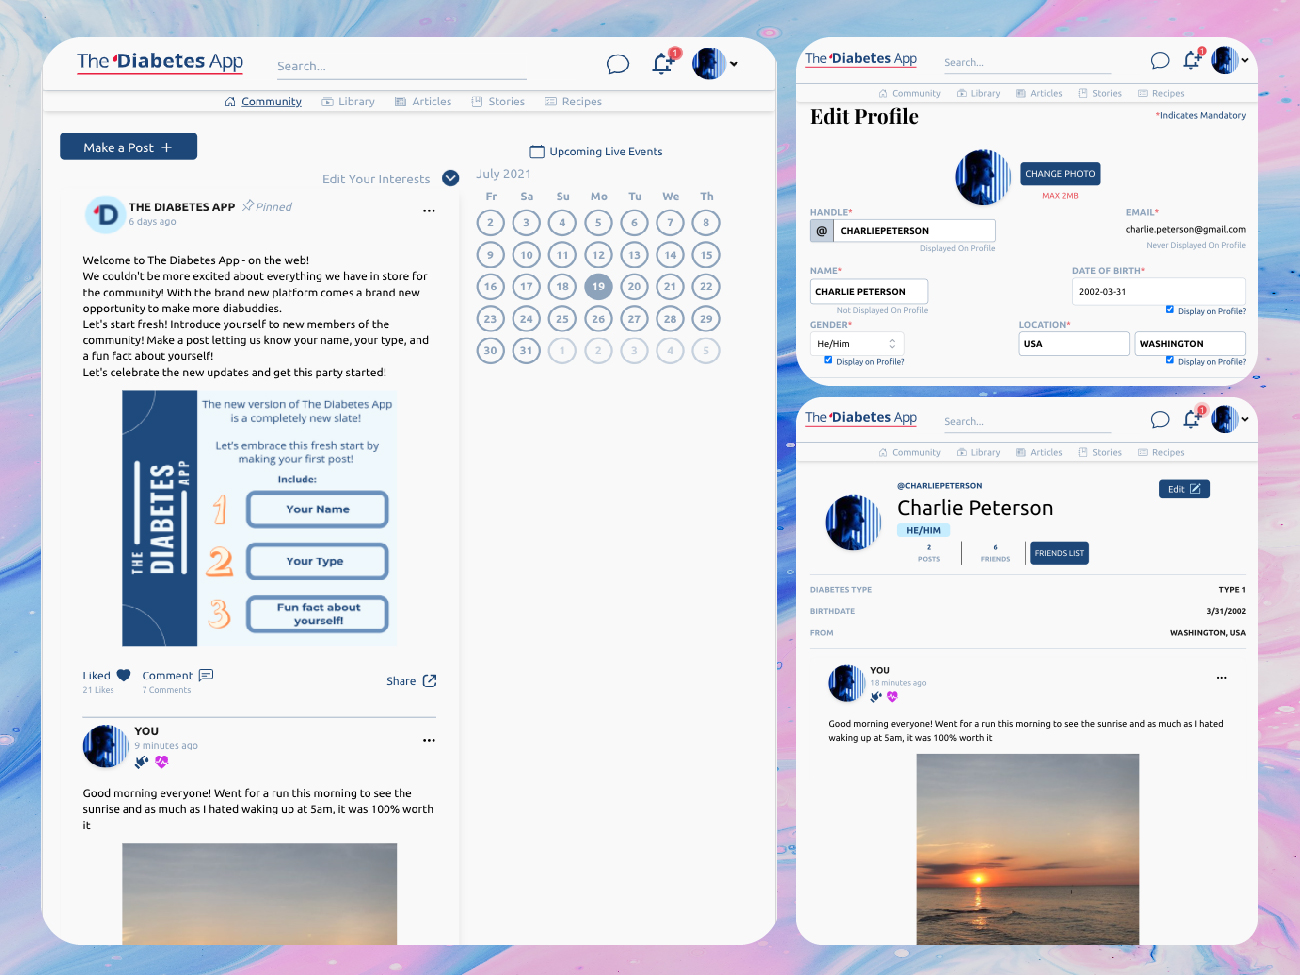 The Diabetes App
Search...
1
Community Library Articles Stories Recipes
Make a Post +
Upcoming Live Events
Edit Your Interests
July 2021
Fr Sa Su Mo Tu We Th
2 3 4 5 6 7 8
9 10 11 12 13 14 15
16 17 18 19 20 21 22
23 24 25 26 27 28 29
30 31 1 2 3 4 5
D
THE DIABETES APP Pinned
6 days ago
...
Welcome to The Diabetes App - on the web!
We couldn't be more excited about everything we have in store for
the community! With the brand new platform comes a brand new
opportunity to make more diabuddies.
Let's start fresh! Introduce yourself to new members of the
community! Make a post letting us know your name, your type, and
a fun fact about yourself!
Let's celebrate the new updates and get this party started!
THE DIABETES APP
The new version of The Diabetes App
is a completely new slate!
Let's embrace this fresh start by
making your first post!
Include:
1 Your Name
2 Your Type
3 Fun fact about
yourself!
Liked Comment
21 Likes 7 Comments
Share
YOU
9 minutes ago
...
Good morning everyone! Went for a run this morning to see the
sunrise and as much as I hated waking up at 5am, it was 100% worth
it
The Diabetes App
Search...
1
Community Library Articles Stories Recipes
Edit Profile
*Indicates Mandatory
CHANGE PHOTO
MAX 2MB
HANDLE*
@ CHARLIEPETERSON
Displayed On Profile
EMAIL*
charlie.peterson@gmail.com
Never Displayed On Profile
NAME*
CHARLIE PETERSON
Not Displayed On Profile
DATE OF BIRTH*
2002-03-31
Display on Profile?
GENDER*
He/Him
Display on Profile?
LOCATION*
USA WASHINGTON
Display on Profile?
The Diabetes App
Search...
1
Community Library Articles Stories Recipes
@CHARLIEPETERSON
Edit
Charlie Peterson
HE/HIM
2 6
POSTS FRIENDS
FRIENDS LIST
DIABETES TYPE TYPE 1
BIRTHDATE 3/31/2002
FROM WASHINGTON, USA
YOU
18 minutes ago
...
Good morning everyone! Went for a run this morning to see the sunrise and as much as I hated
waking up at 5am, it was 100% worth it